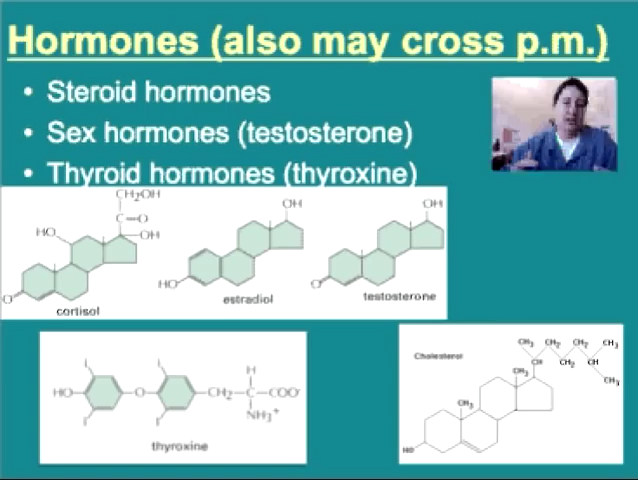 Hormones (also may cross p.m.)
• Steroid hormones
• Sex hormones (testosterone)
• Thyroid hormones (thyroxine)
CH2OH
C=O
HO
OH
O
cortisol
OH
HO
estradiol
OH
O
testosterone
I
I
H
HO
O
CH2
C
COO-
I
I
NH3+
thyroxine
Cholesterol
CH3
CH2
CH2
CH3
CH
CH2
CH
CH3
CH3
CH3
HO